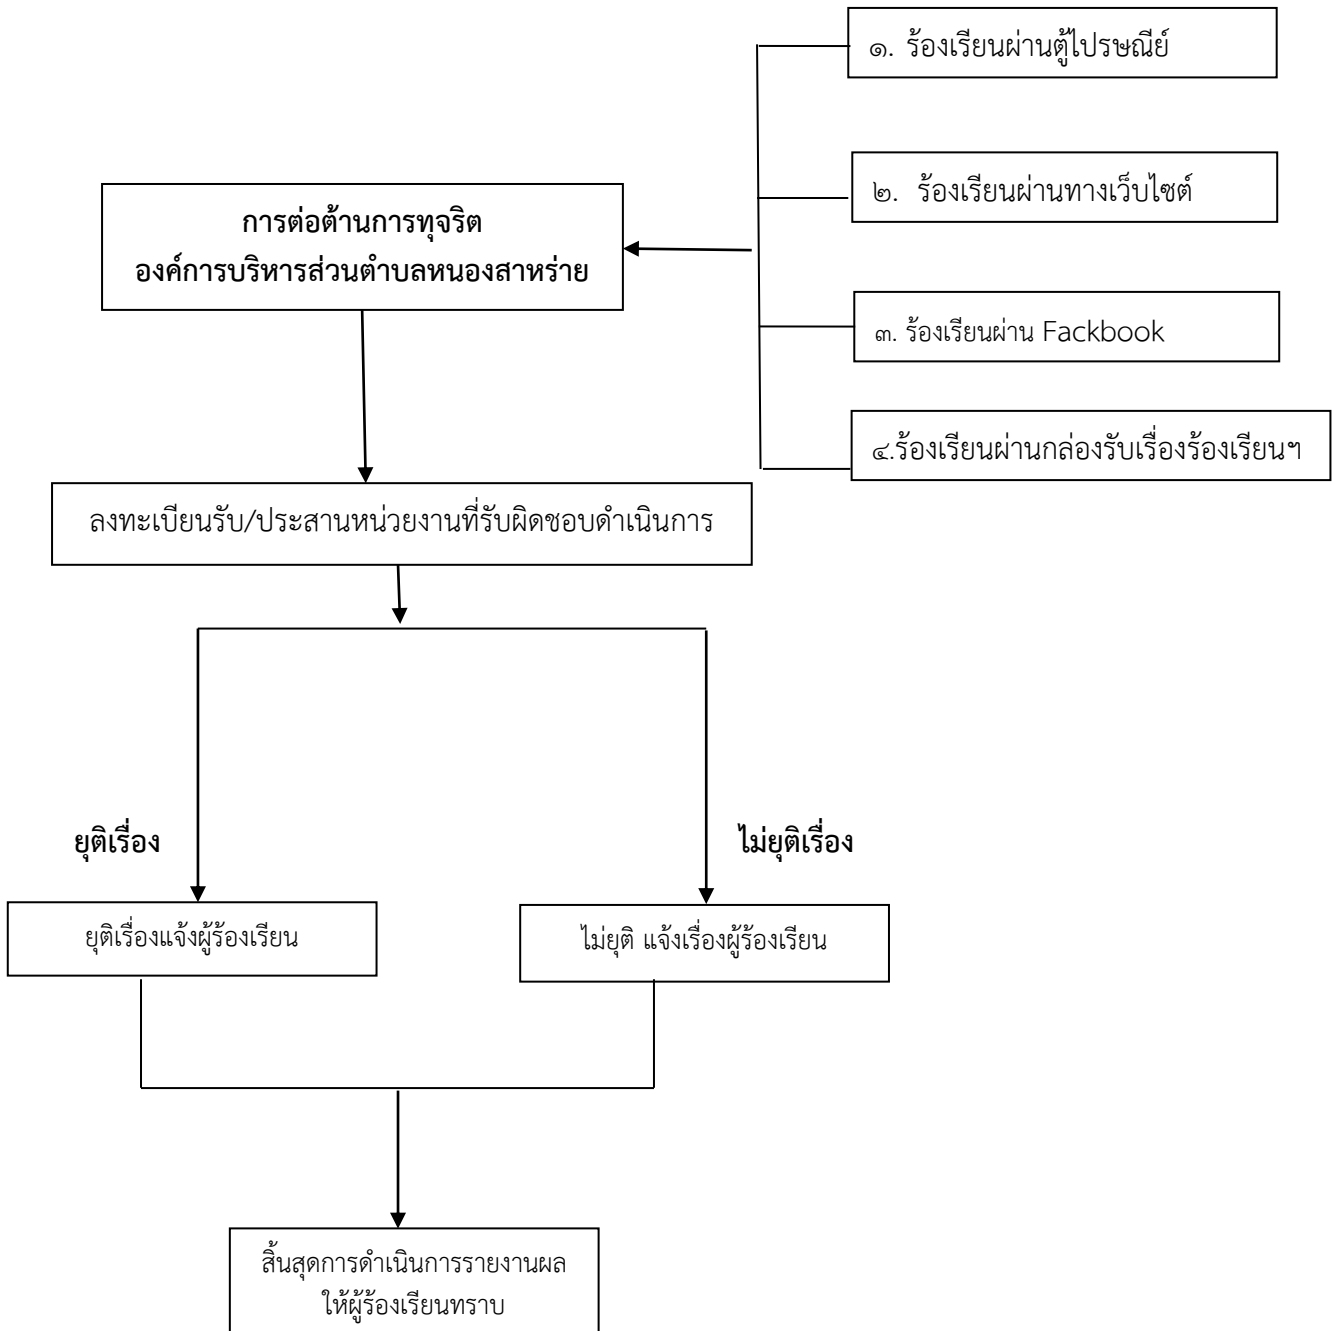 ๑. ร้องเรียนผ่านตู้ไปรษณีย์
๒. ร้องเรียนผ่านทางเว็บไซต์
การต่อต้านการทุจริต
องค์การบริหารส่วนตำบลหนองสาหร่าย
๓. ร้องเรียนผ่าน Fackbook
๔.ร้องเรียนผ่านกล่องรับเรื่องร้องเรียนฯ
ลงทะเบียนรับ/ประสานหน่วยงานที่รับผิดชอบดำเนินการ
ยุติเรื่อง
ไม่ยุติเรื่อง
ยุติเรื่องแจ้งผู้ร้องเรียน
ไม่ยุติ แจ้งเรื่องผู้ร้องเรียน
สิ้นสุดการดำเนินการรายงานผล
ให้ผู้ร้องเรียนทราบ